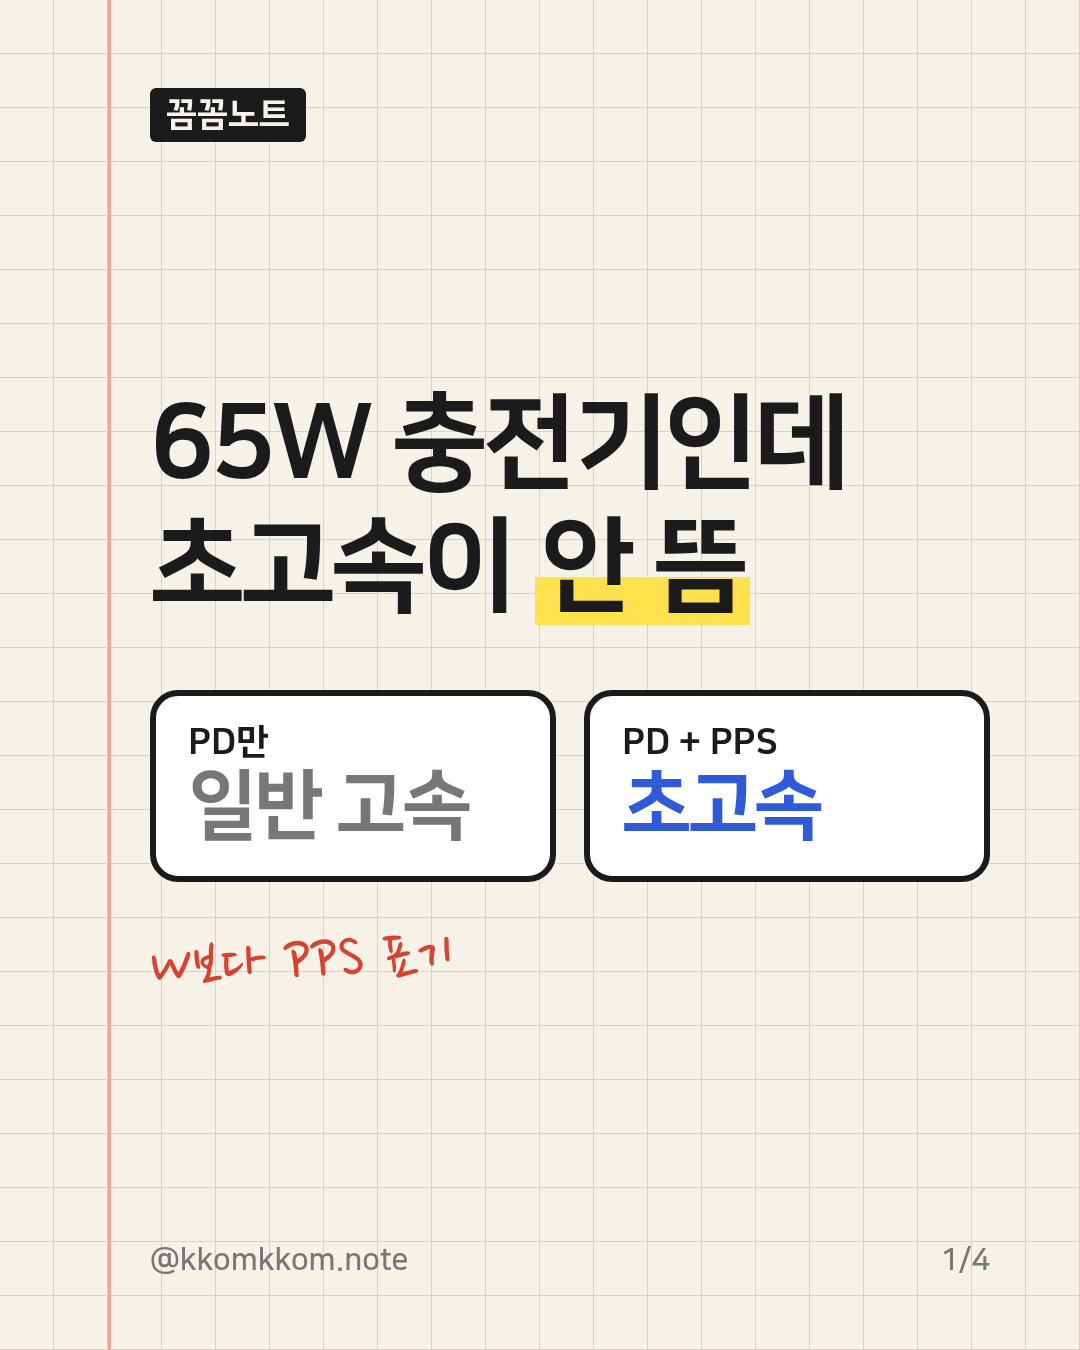 꼼꼼노트
65W 충전기인데
초고속이 안 뜸
PD만
일반 고속
PD + PPS
초고속
W보다 PPS 표기
@kkomkkom.note
1/4